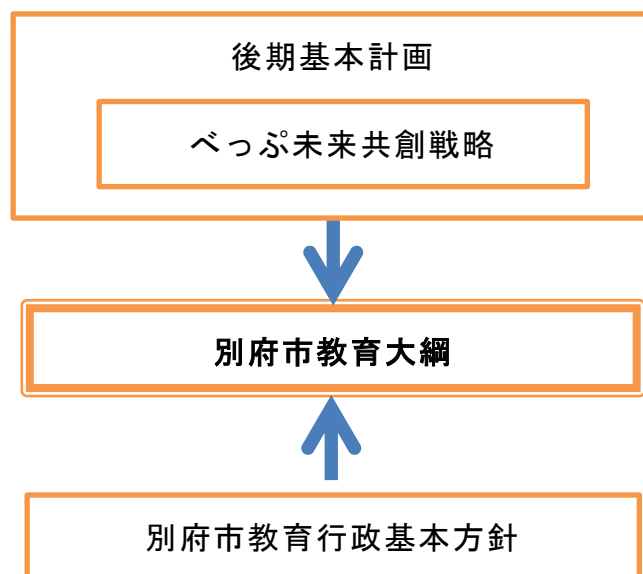 後期基本計画
べっぷ未来共創戦略
別府市教育大綱
別府市教育行政基本方針